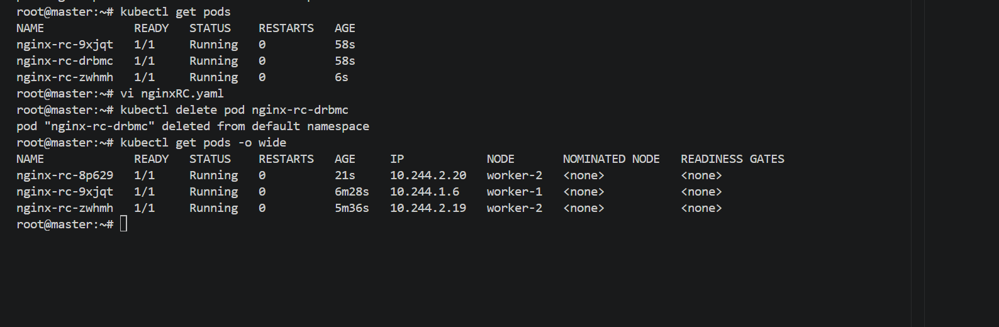 root@master:~# kubectl get pods
NAME             READY   STATUS    RESTARTS   AGE
nginx-rc-9xjqt   1/1     Running   0          58s
nginx-rc-drbmc   1/1     Running   0          58s
nginx-rc-zwhmh   1/1     Running   0          6s
root@master:~# vi nginxRC.yaml
root@master:~# kubectl delete pod nginx-rc-drbmc
pod "nginx-rc-drbmc" deleted from default namespace
root@master:~# kubectl get pods -o wide
NAME             READY   STATUS    RESTARTS   AGE     IP            NODE       NOMINATED NODE   READINESS GATES
nginx-rc-8p629   1/1     Running   0          21s     10.244.2.20   worker-2   <none>           <none>
nginx-rc-9xjqt   1/1     Running   0          6m28s   10.244.1.6    worker-1   <none>           <none>
nginx-rc-zwhmh   1/1     Running   0          5m36s   10.244.2.19   worker-2   <none>           <none>
root@master:~#